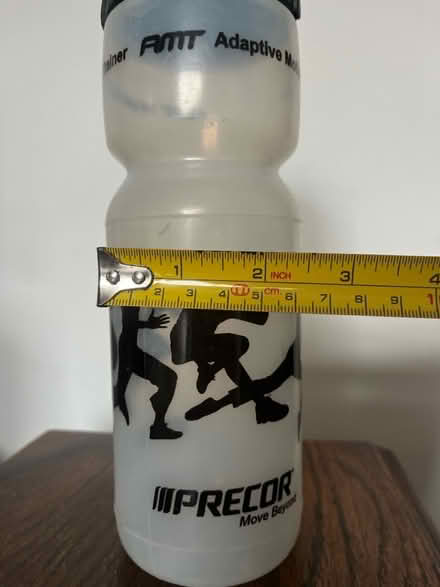 AMT Adaptive
1 2 INCH 3 4
2 3 4 5 cm. 6 7 8 9 1
PRECOR
Move Beyond